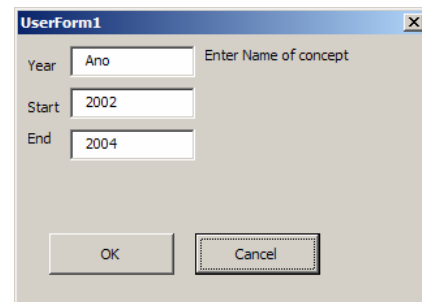 UserForm1
Year Ano Enter Name of concept
Start 2002
End 2004
OK Cancel